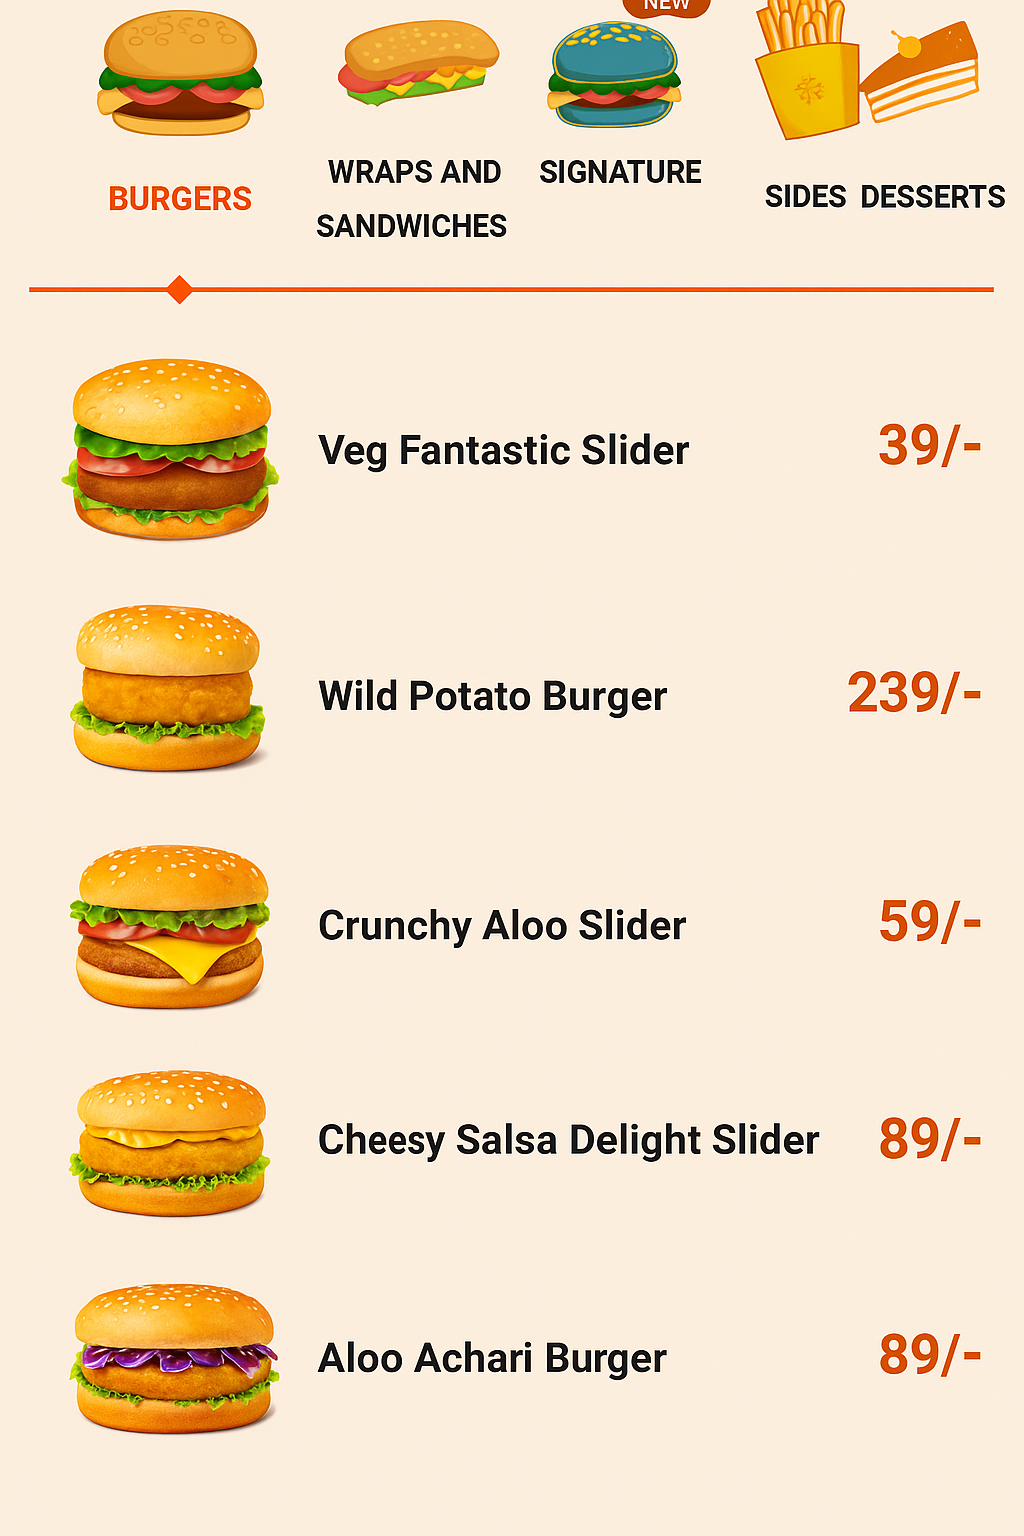 NEW
BURGERS
WRAPS AND
SANDWICHES
SIGNATURE
SIDES
DESSERTS
Veg Fantastic Slider 39/-
Wild Potato Burger 239/-
Crunchy Aloo Slider 59/-
Cheesy Salsa Delight Slider 89/-
Aloo Achari Burger 89/-